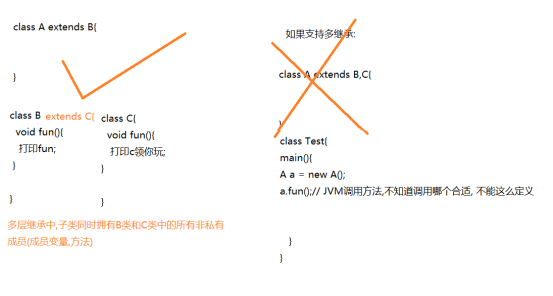 class A extends B{
}
class B extends C{
void fun(){
打印fun;
}
}
class C{
void fun(){
打印c领你玩;
}
}
多层继承中,子类同时拥有B类和C类中的所有非私有
成员(成员变量,方法)
如果支持多继承:
class A extends B,C{
}
class Test{
main(){
A a = new A();
a.fun();// JVM调用方法,不知道调用哪个合适, 不能这么定义
}
}